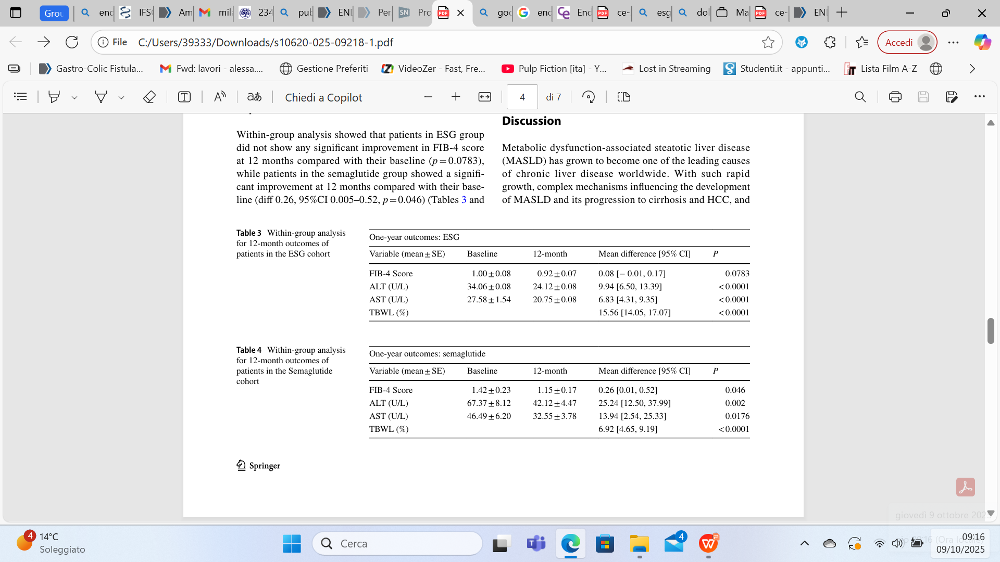 Grou
enc
IFSO
Am
mil
234
pub
EN
Per
SN Pro
goo
enc
Enc
ce-
esg
dol
Ma
ce-
EN
File C:/Users/39333/Downloads/s10620-025-09218-1.pdf
Accedi
Gastro-Colic Fistula...
Fwd: lavori - alessa....
Gestione Preferiti
VideoZer - Fast, Fre...
Pulp Fiction [ita] - Y...
Lost in Streaming
Studenti.it - appunti...
Lista Film A-Z
Chiedi a Copilot
4 di 7
Within-group analysis showed that patients in ESG group
did not show any significant improvement in FIB-4 score
at 12 months compared with their baseline (p = 0.0783),
while patients in the semaglutide group showed a signifi-
cant improvement at 12 months compared with their base-
line (diff 0.26, 95%CI 0.005–0.52, p = 0.046) (Tables 3 and
Discussion
Metabolic dysfunction-associated steatotic liver disease
(MASLD) has grown to become one of the leading causes
of chronic liver disease worldwide. With such rapid
growth, complex mechanisms influencing the development
of MASLD and its progression to cirrhosis and HCC, and
Table 3 Within-group analysis
for 12-month outcomes of
patients in the ESG cohort
One-year outcomes: ESG
Variable (mean ± SE) Baseline 12-month Mean difference [95% CI] P
FIB-4 Score 1.00 ± 0.08 0.92 ± 0.07 0.08 [− 0.01, 0.17] 0.0783
ALT (U/L) 34.06 ± 0.08 24.12 ± 0.08 9.94 [6.50, 13.39] < 0.0001
AST (U/L) 27.58 ± 1.54 20.75 ± 0.08 6.83 [4.31, 9.35] < 0.0001
TBWL (%) 15.56 [14.05, 17.07] < 0.0001
Table 4 Within-group analysis
for 12-month outcomes of
patients in the Semaglutide
cohort
One-year outcomes: semaglutide
Variable (mean ± SE) Baseline 12-month Mean difference [95% CI] P
FIB-4 Score 1.42 ± 0.23 1.15 ± 0.17 0.26 [0.01, 0.52] 0.046
ALT (U/L) 67.37 ± 8.12 42.12 ± 4.47 25.24 [12.50, 37.99] 0.002
AST (U/L) 46.49 ± 6.20 32.55 ± 3.78 13.94 [2.54, 25.33] 0.0176
TBWL (%) 6.92 [4.65, 9.19] < 0.0001
Springer
giovedì 9 ottobre 202
4
14°C
Soleggiato
Cerca
4
09:16
09/10/2025